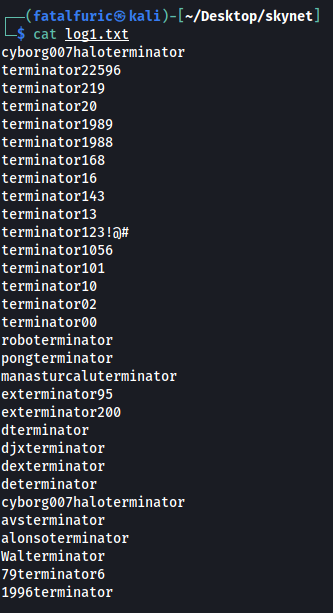 ┌──(fatalfuric㉿kali)-[~/Desktop/skynet]
└─$ cat log1.txt
cyborg007haloterminator
terminator22596
terminator219
terminator20
terminator1989
terminator1988
terminator168
terminator16
terminator143
terminator13
terminator123!@#
terminator1056
terminator101
terminator10
terminator02
terminator00
roboterminator
pongterminator
manasturcaluterminator
exterminator95
exterminator200
dterminator
djxterminator
dexterminator
determinator
cyborg007haloterminator
avsterminator
alonsoterminator
Walterminator
79terminator6
1996terminator